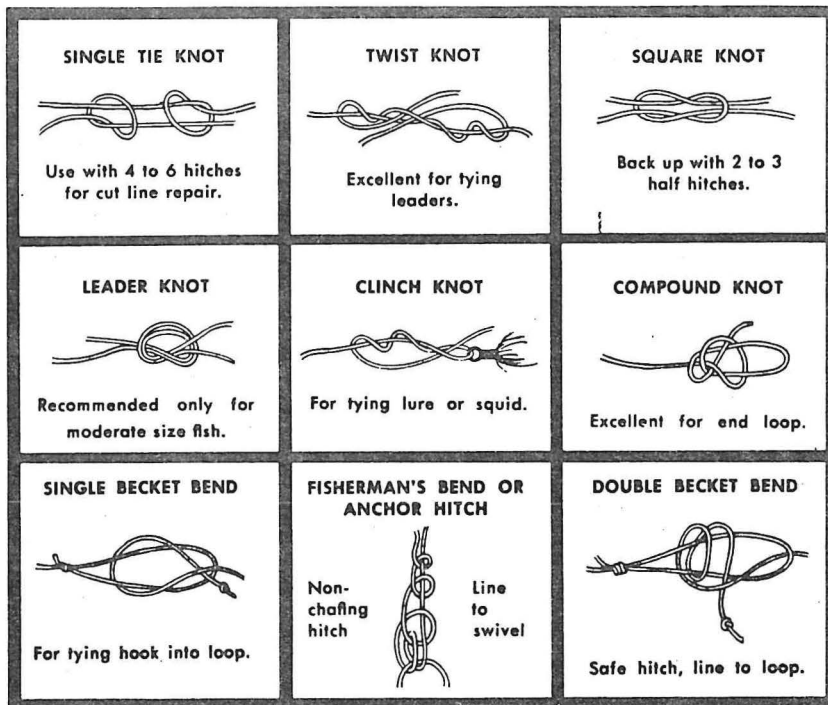 SINGLE TIE KNOT
Use with 4 to 6 hitches
for cut line repair.
TWIST KNOT
Excellent for tying
leaders.
SQUARE KNOT
Back up with 2 to 3
half hitches.
LEADER KNOT
Recommended only for
moderate size fish.
CLINCH KNOT
For tying lure or squid.
COMPOUND KNOT
Excellent for end loop.
SINGLE BECKET BEND
For tying hook into loop.
FISHERMAN'S BEND OR
ANCHOR HITCH
Non-
chafing
hitch
Line
to
swivel
DOUBLE BECKET BEND
Safe hitch, line to loop.